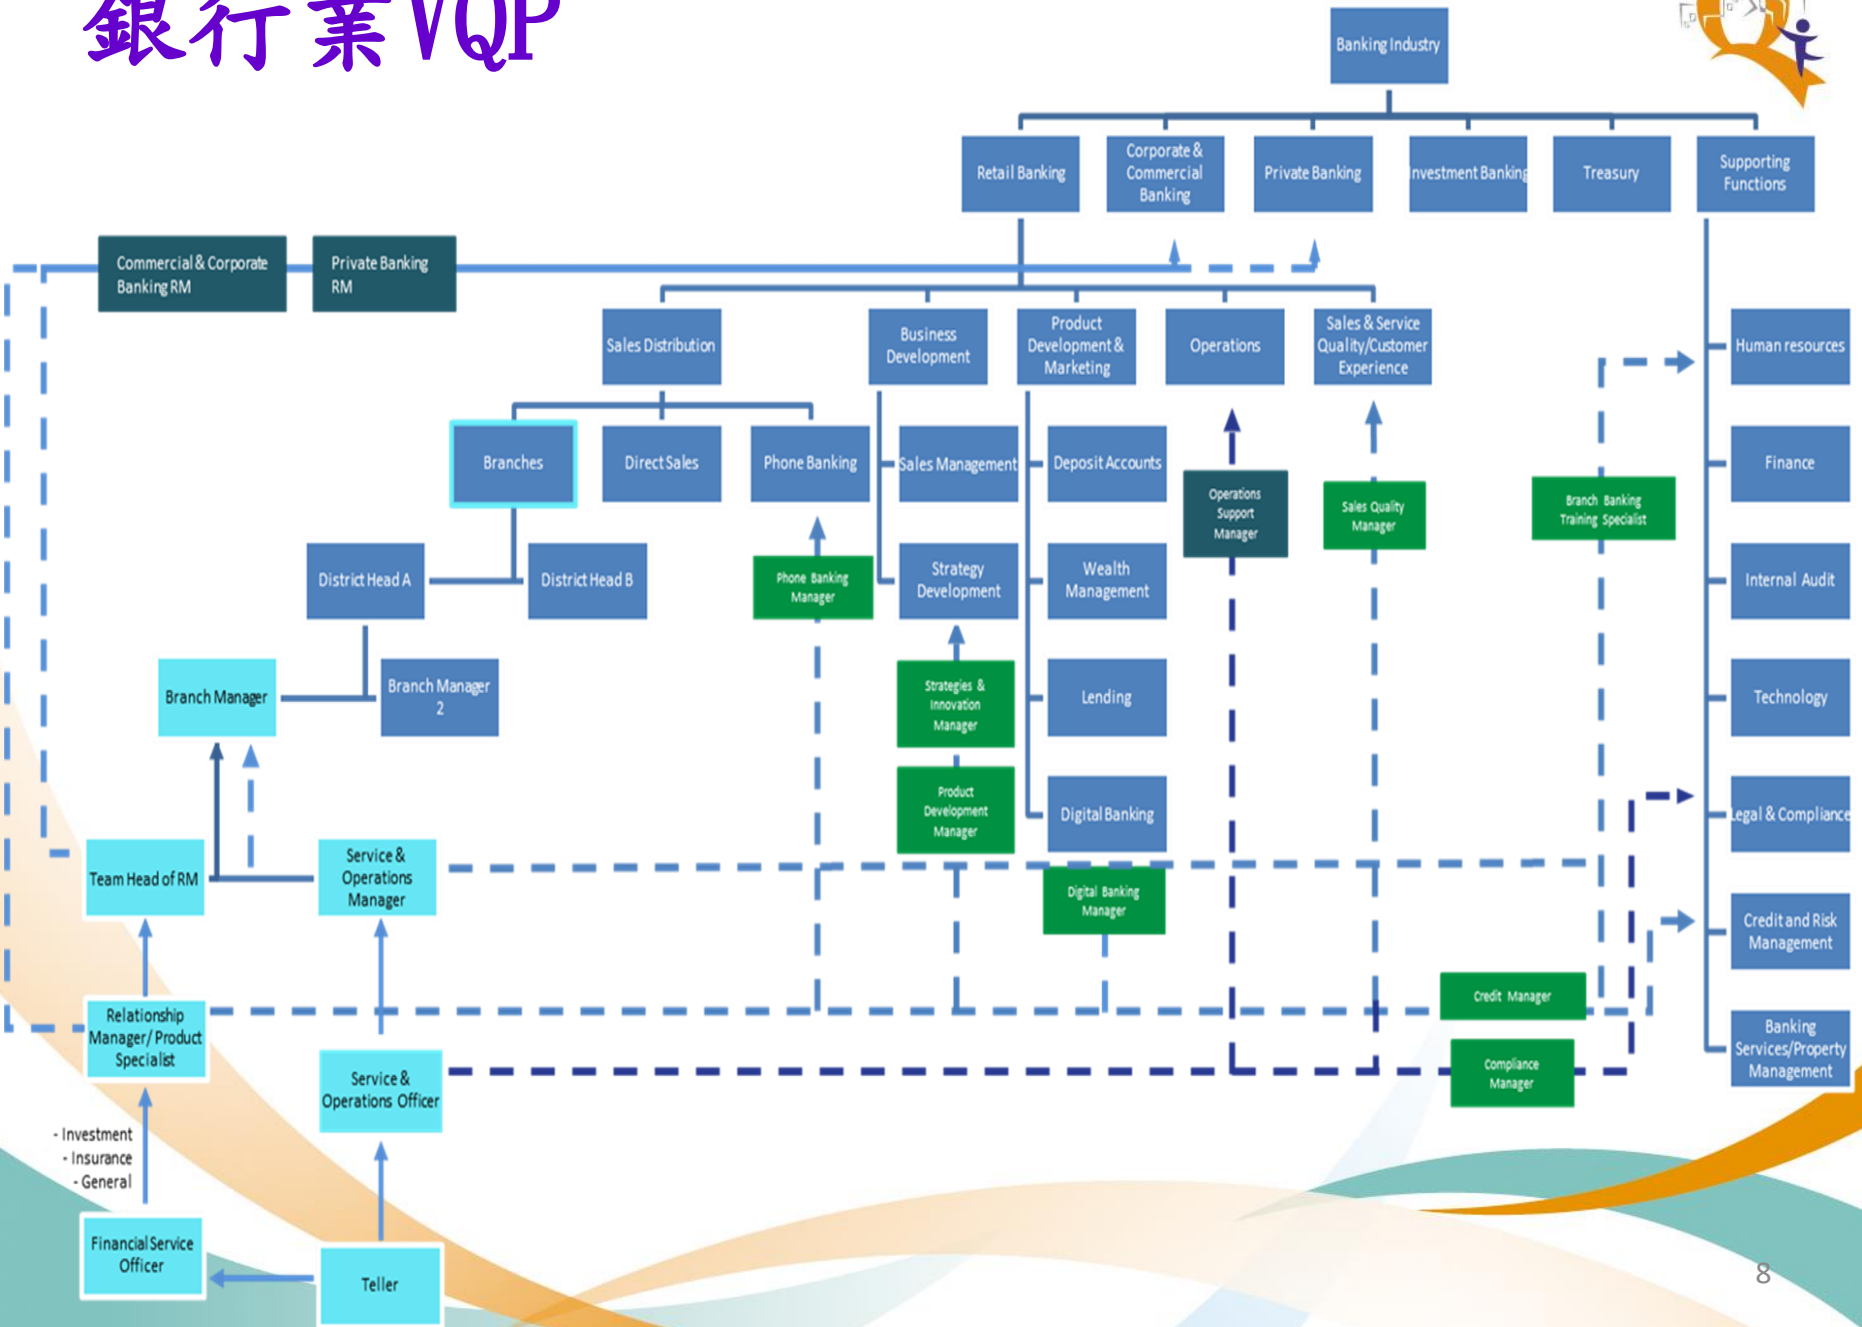 銀行業VQP
Banking Industry
Retail Banking
Corporate &
Commercial
Banking
Private Banking
Investment Banking
Treasury
Supporting
Functions
Commercial & Corporate
Banking RM
Private Banking
RM
Sales Distribution
Business
Development
Product
Development &
Marketing
Operations
Sales & Service
Quality/Customer
Experience
Human resources
Branches
Direct Sales
Phone Banking
Sales Management
Deposit Accounts
Operations
Support
Manager
Sales Quality
Manager
Branch Banking
Training Specialist
Finance
District Head A
District Head B
Phone Banking
Manager
Strategy
Development
Wealth
Management
Internal Audit
Branch Manager
Branch Manager
2
Strategies &
Innovation
Manager
Lending
Technology
Product
Development
Manager
Digital Banking
Legal & Compliance
Team Head of RM
Service &
Operations
Manager
Digital Banking
Manager
Credit and Risk
Management
Relationship
Manager/ Product
Specialist
Credit Manager
Banking
Services/Property
Management
Service &
Operations Officer
Compliance
Manager
- Investment
- Insurance
- General
Financial Service
Officer
Teller
8